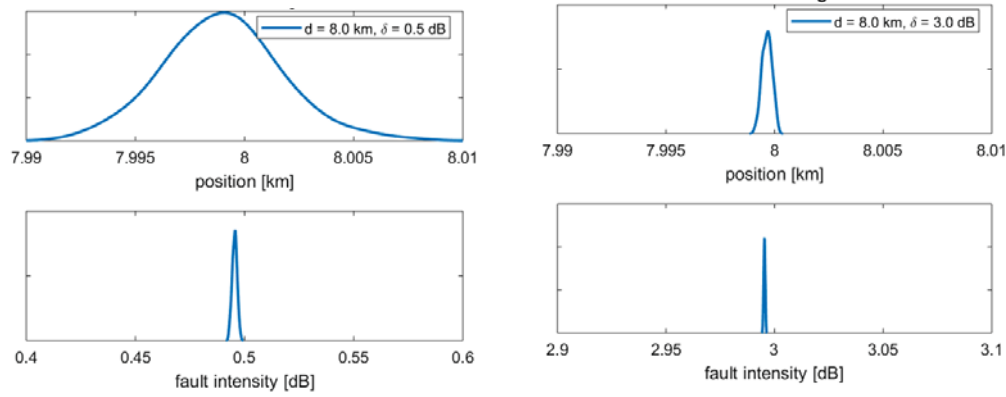 d = 8.0 km, δ = 0.5 dB
7.99 7.995 8 8.005 8.01
position [km]
0.4 0.45 0.5 0.55 0.6
fault intensity [dB]
d = 8.0 km, δ = 3.0 dB
7.99 7.995 8 8.005 8.01
position [km]
2.9 2.95 3 3.05 3.1
fault intensity [dB]